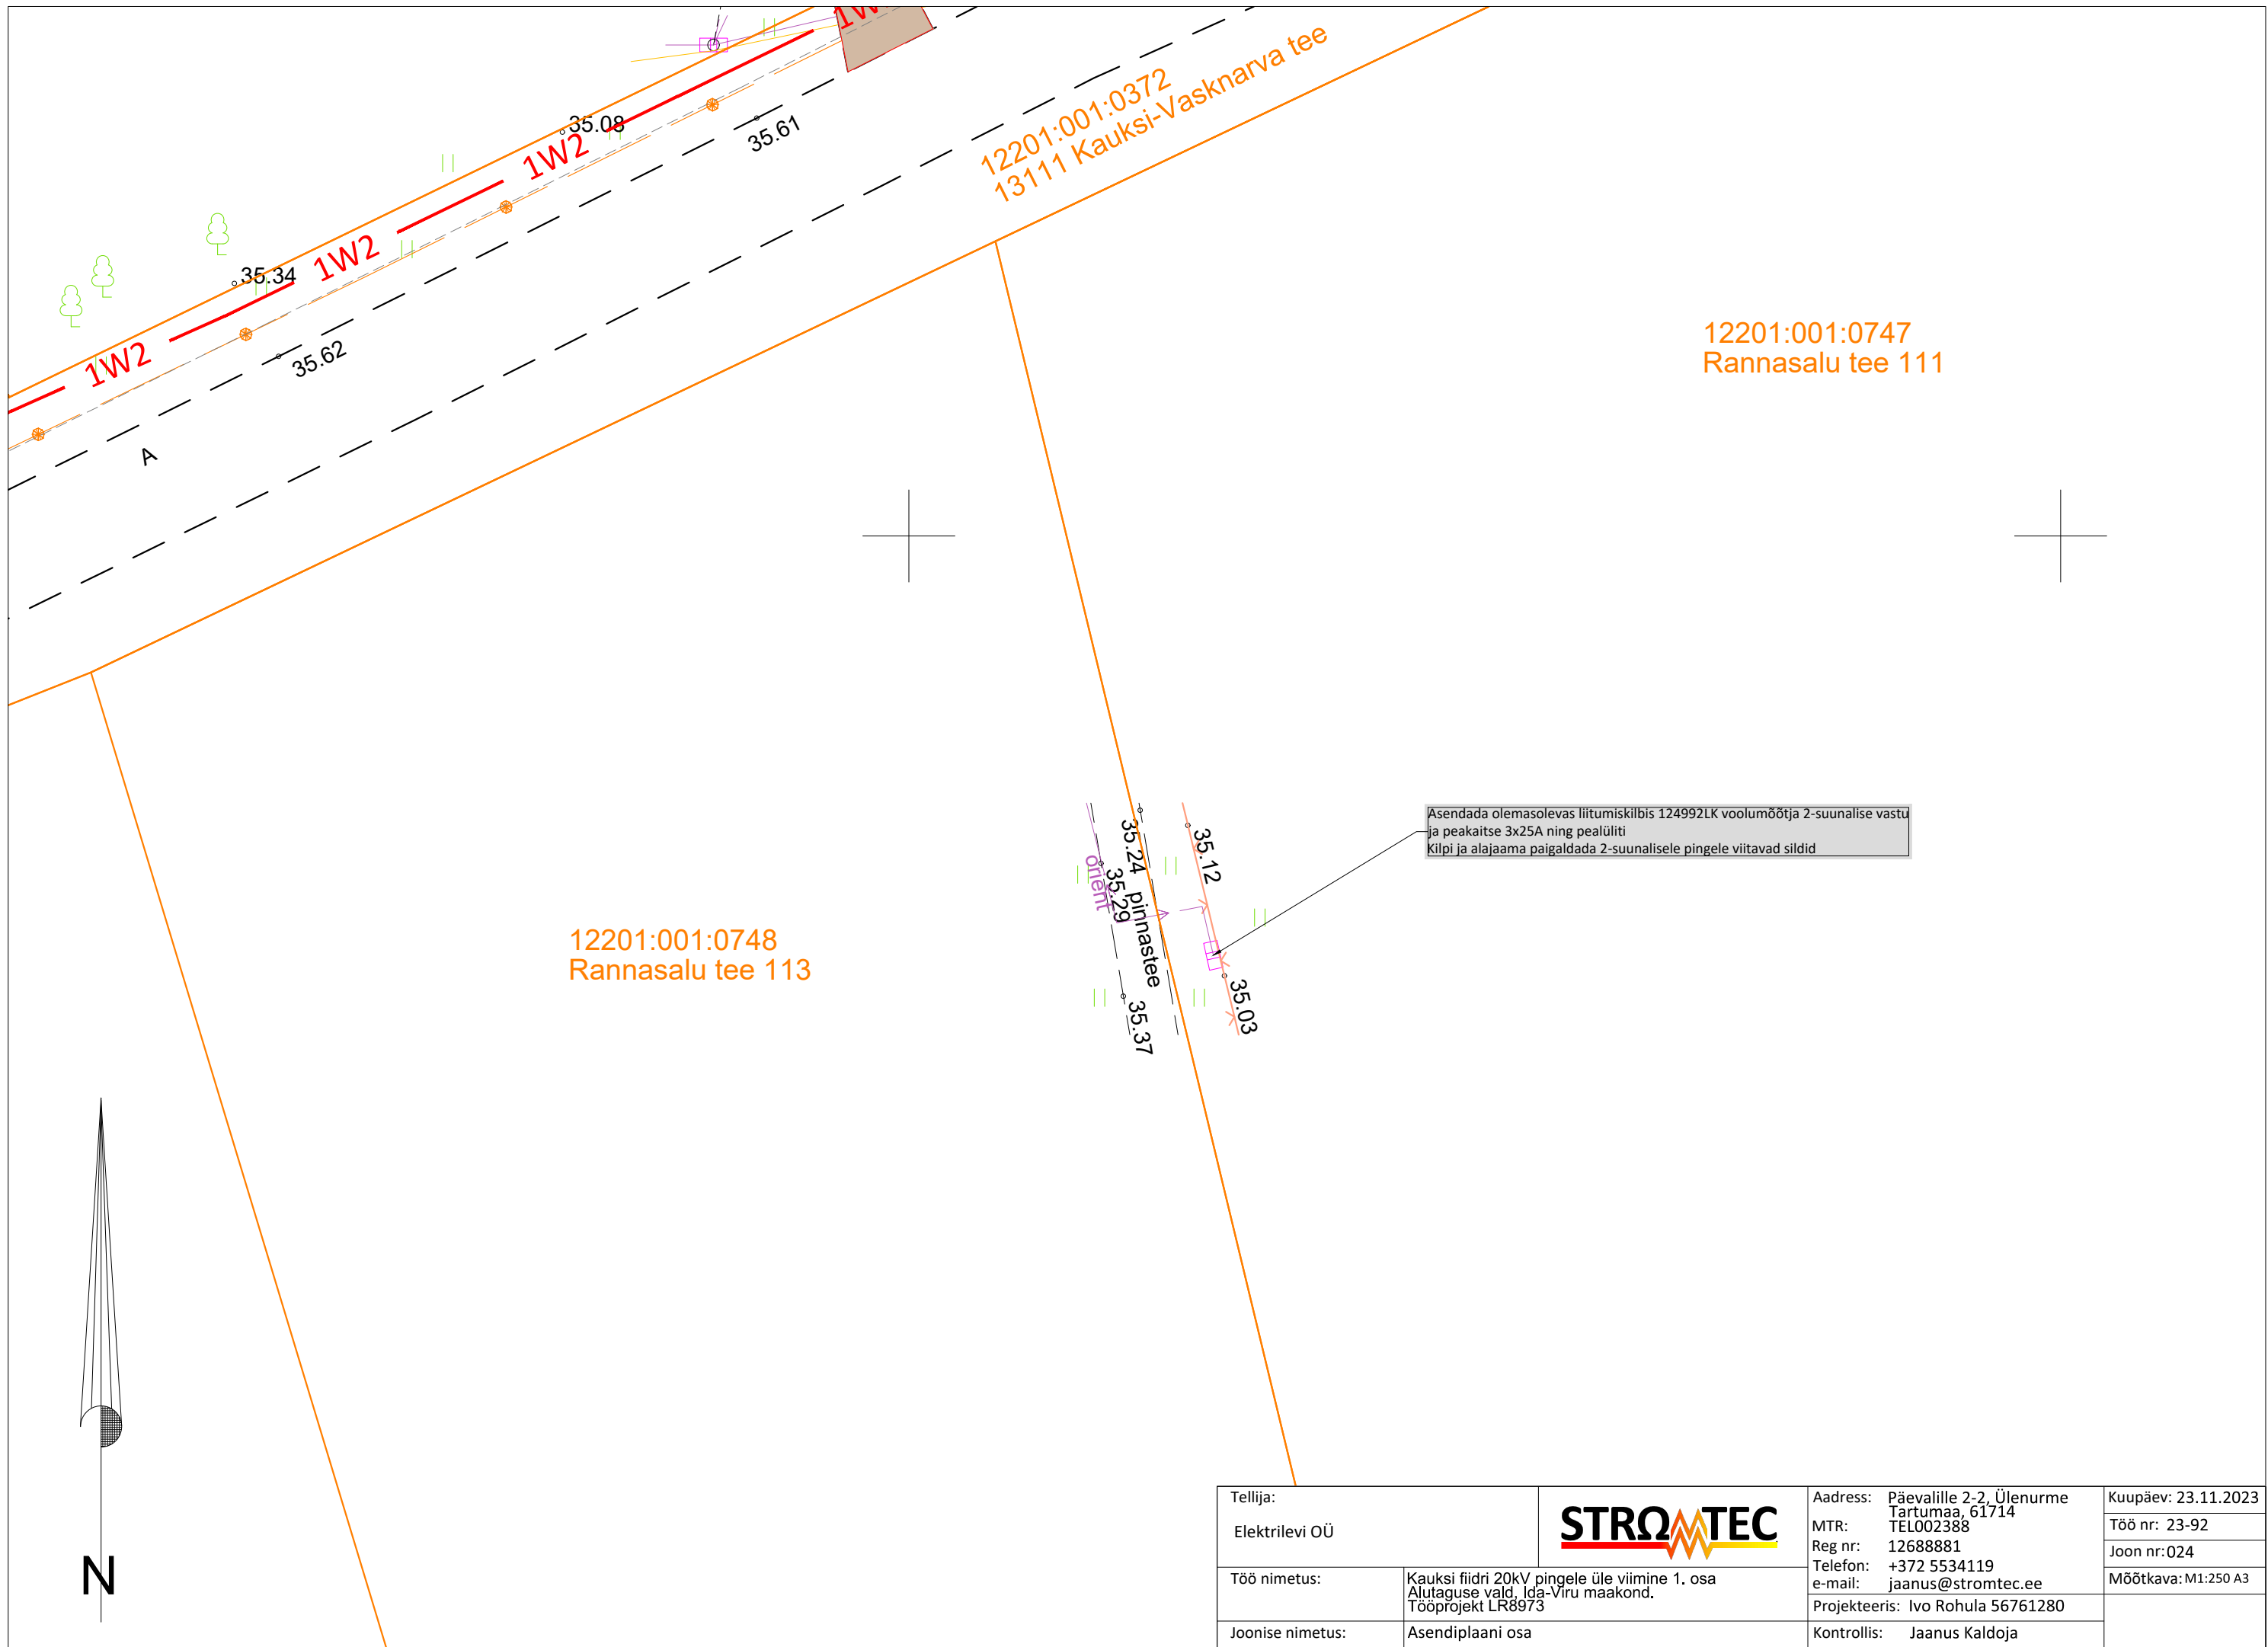 1W2
35.08
1W2
35.61
12201:001:0372
13111 Kauksi-Vasknarva tee
35.34
1W2
35.62
1W2
A
12201:001:0747
Rannasalu tee 111
Asendada olemasolevas liitumiskilbis 124992LK voolumõõtja 2-suunalise vastu
ja peakaitse 3x25A ning pealüliti
Kilpi ja alajaama paigaldada 2-suunalisele pingele viitavad sildid
35.24
35.12
orient
35.29
pinnastee
35.03
35.37
12201:001:0748
Rannasalu tee 113
N
Tellija:
Elektrilevi OÜ
STRΩMTEC
Aadress: Päevalille 2-2, Ülenurme
Tartumaa, 61714
MTR: TEL002388
Reg nr: 12688881
Telefon: +372 5534119
e-mail: jaanus@stromtec.ee
Kuupäev: 23.11.2023
Töö nr: 23-92
Joon nr: 024
Mõõtkava: M1:250 A3
Töö nimetus:
Kauksi fiidri 20kV pingele üle viimine 1. osa
Alutaguse vald, Ida-Viru maakond.
Tööprojekt LR8973
Projekteeris: Ivo Rohula 56761280
Joonise nimetus: Asendiplaani osa
Kontrollis: Jaanus Kaldoja